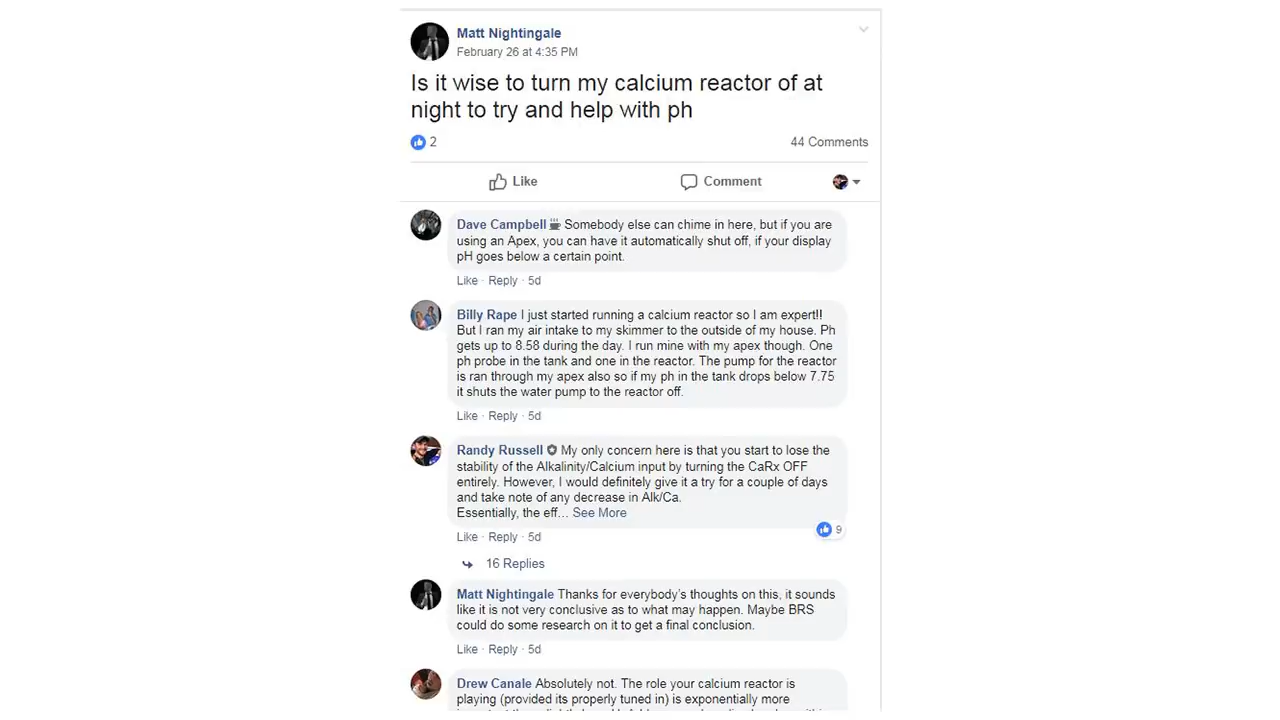 Matt Nightingale
February 26 at 4:35 PM
Is it wise to turn my calcium reactor of at
night to try and help with ph
2
44 Comments
Like
Comment
Dave Campbell Somebody else can chime in here, but if you are
using an Apex, you can have it automatically shut off, if your display
pH goes below a certain point.
Like · Reply · 5d
Billy Rape I just started running a calcium reactor so I am expert!!
But I ran my air intake to my skimmer to the outside of my house. Ph
gets up to 8.58 during the day. I run mine with my apex though. One
ph probe in the tank and one in the reactor. The pump for the reactor
is ran through my apex also so if my ph in the tank drops below 7.75
it shuts the water pump to the reactor off.
Like · Reply · 5d
Randy Russell My only concern here is that you start to lose the
stability of the Alkalinity/Calcium input by turning the CaRx OFF
entirely. However, I would definitely give it a try for a couple of days
and take note of any decrease in Alk/Ca.
Essentially, the eff... See More
9
Like · Reply · 5d
16 Replies
Matt Nightingale Thanks for everybody's thoughts on this, it sounds
like it is not very conclusive as to what may happen. Maybe BRS
could do some research on it to get a final conclusion.
Like · Reply · 5d
Drew Canale Absolutely not. The role your calcium reactor is
playing (provided its properly tuned in) is exponentially more